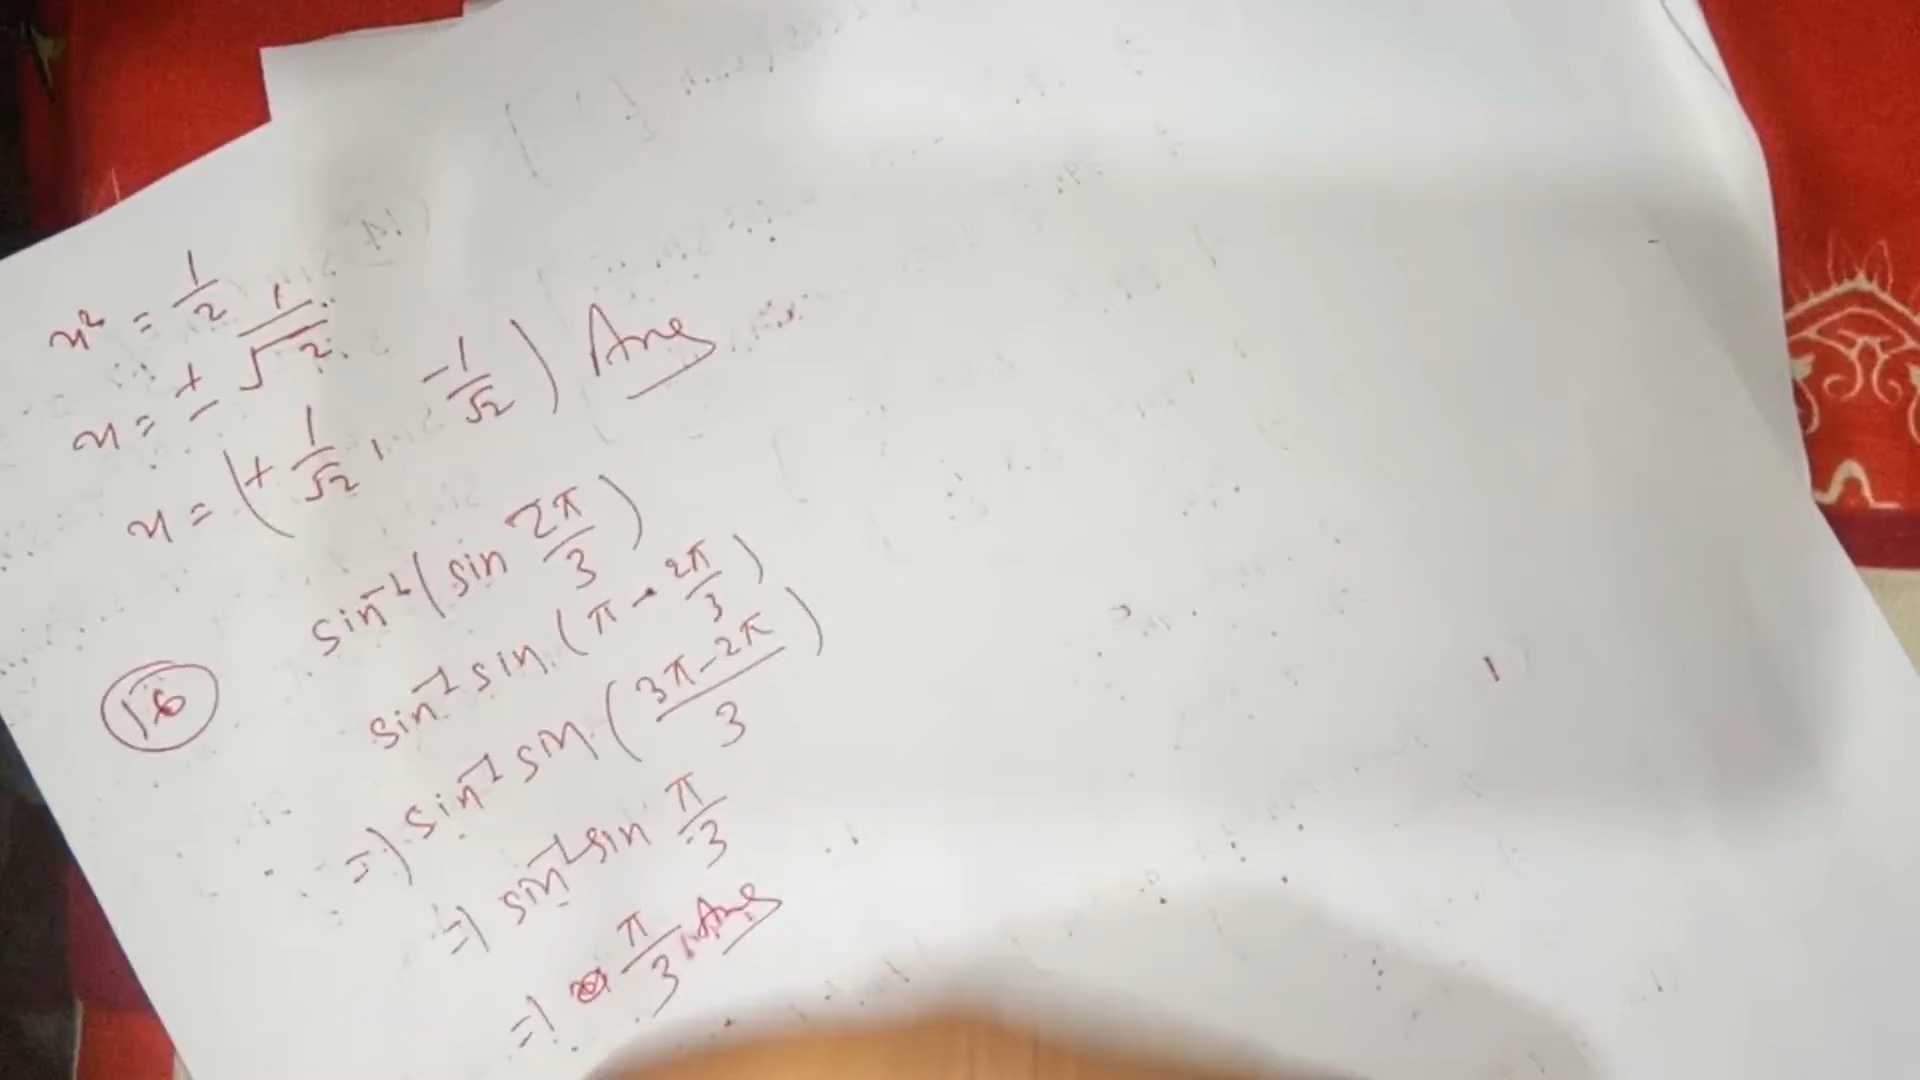 x² = 1/2
x = ± 1/√2
x = (+ 1/√2, -1/√2) Ans
16 sin⁻¹(sin 2π/3)
sin⁻¹ sin (π - 2π/3)
=) sin⁻¹ sin (3π-2π/3)
=) sin⁻¹ sin π/3
=) π/3 Ans